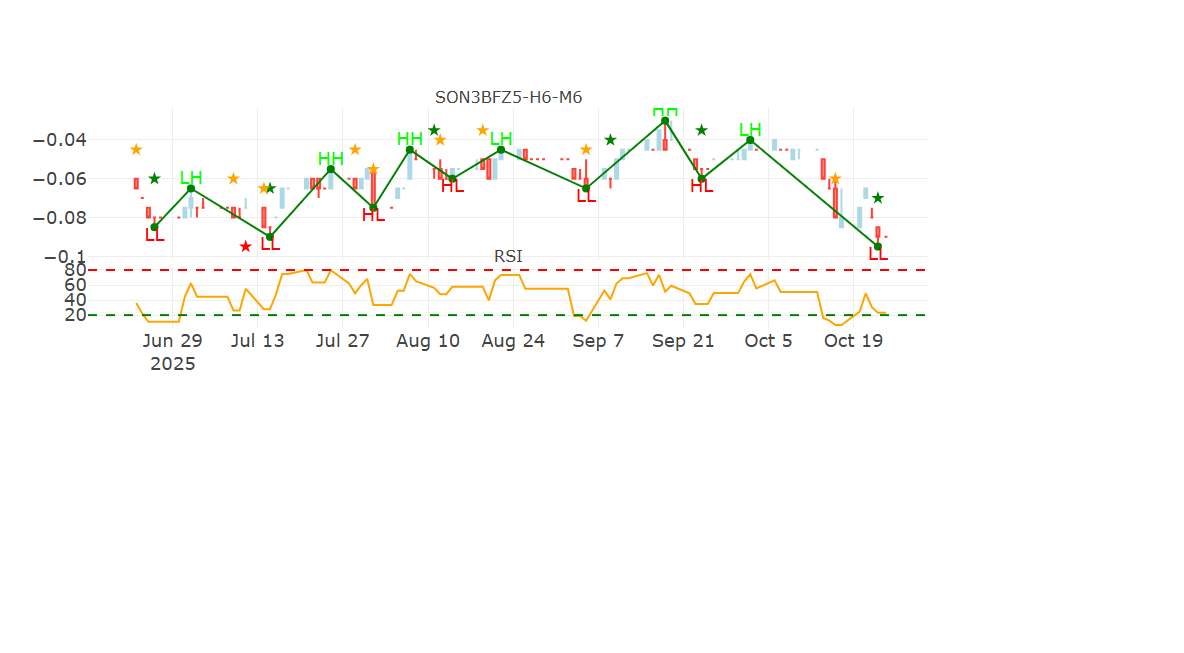 SON3BFZ5-H6-M6
HH
−0.04
HH
LH
LH
HH
−0.06
LH
HL
HL
LL
HL
−0.08
LL
LL
LL
−0.1
RSI
80
60
40
20
Jun 29
2025
Jul 13
Jul 27
Aug 10
Aug 24
Sep 7
Sep 21
Oct 5
Oct 19